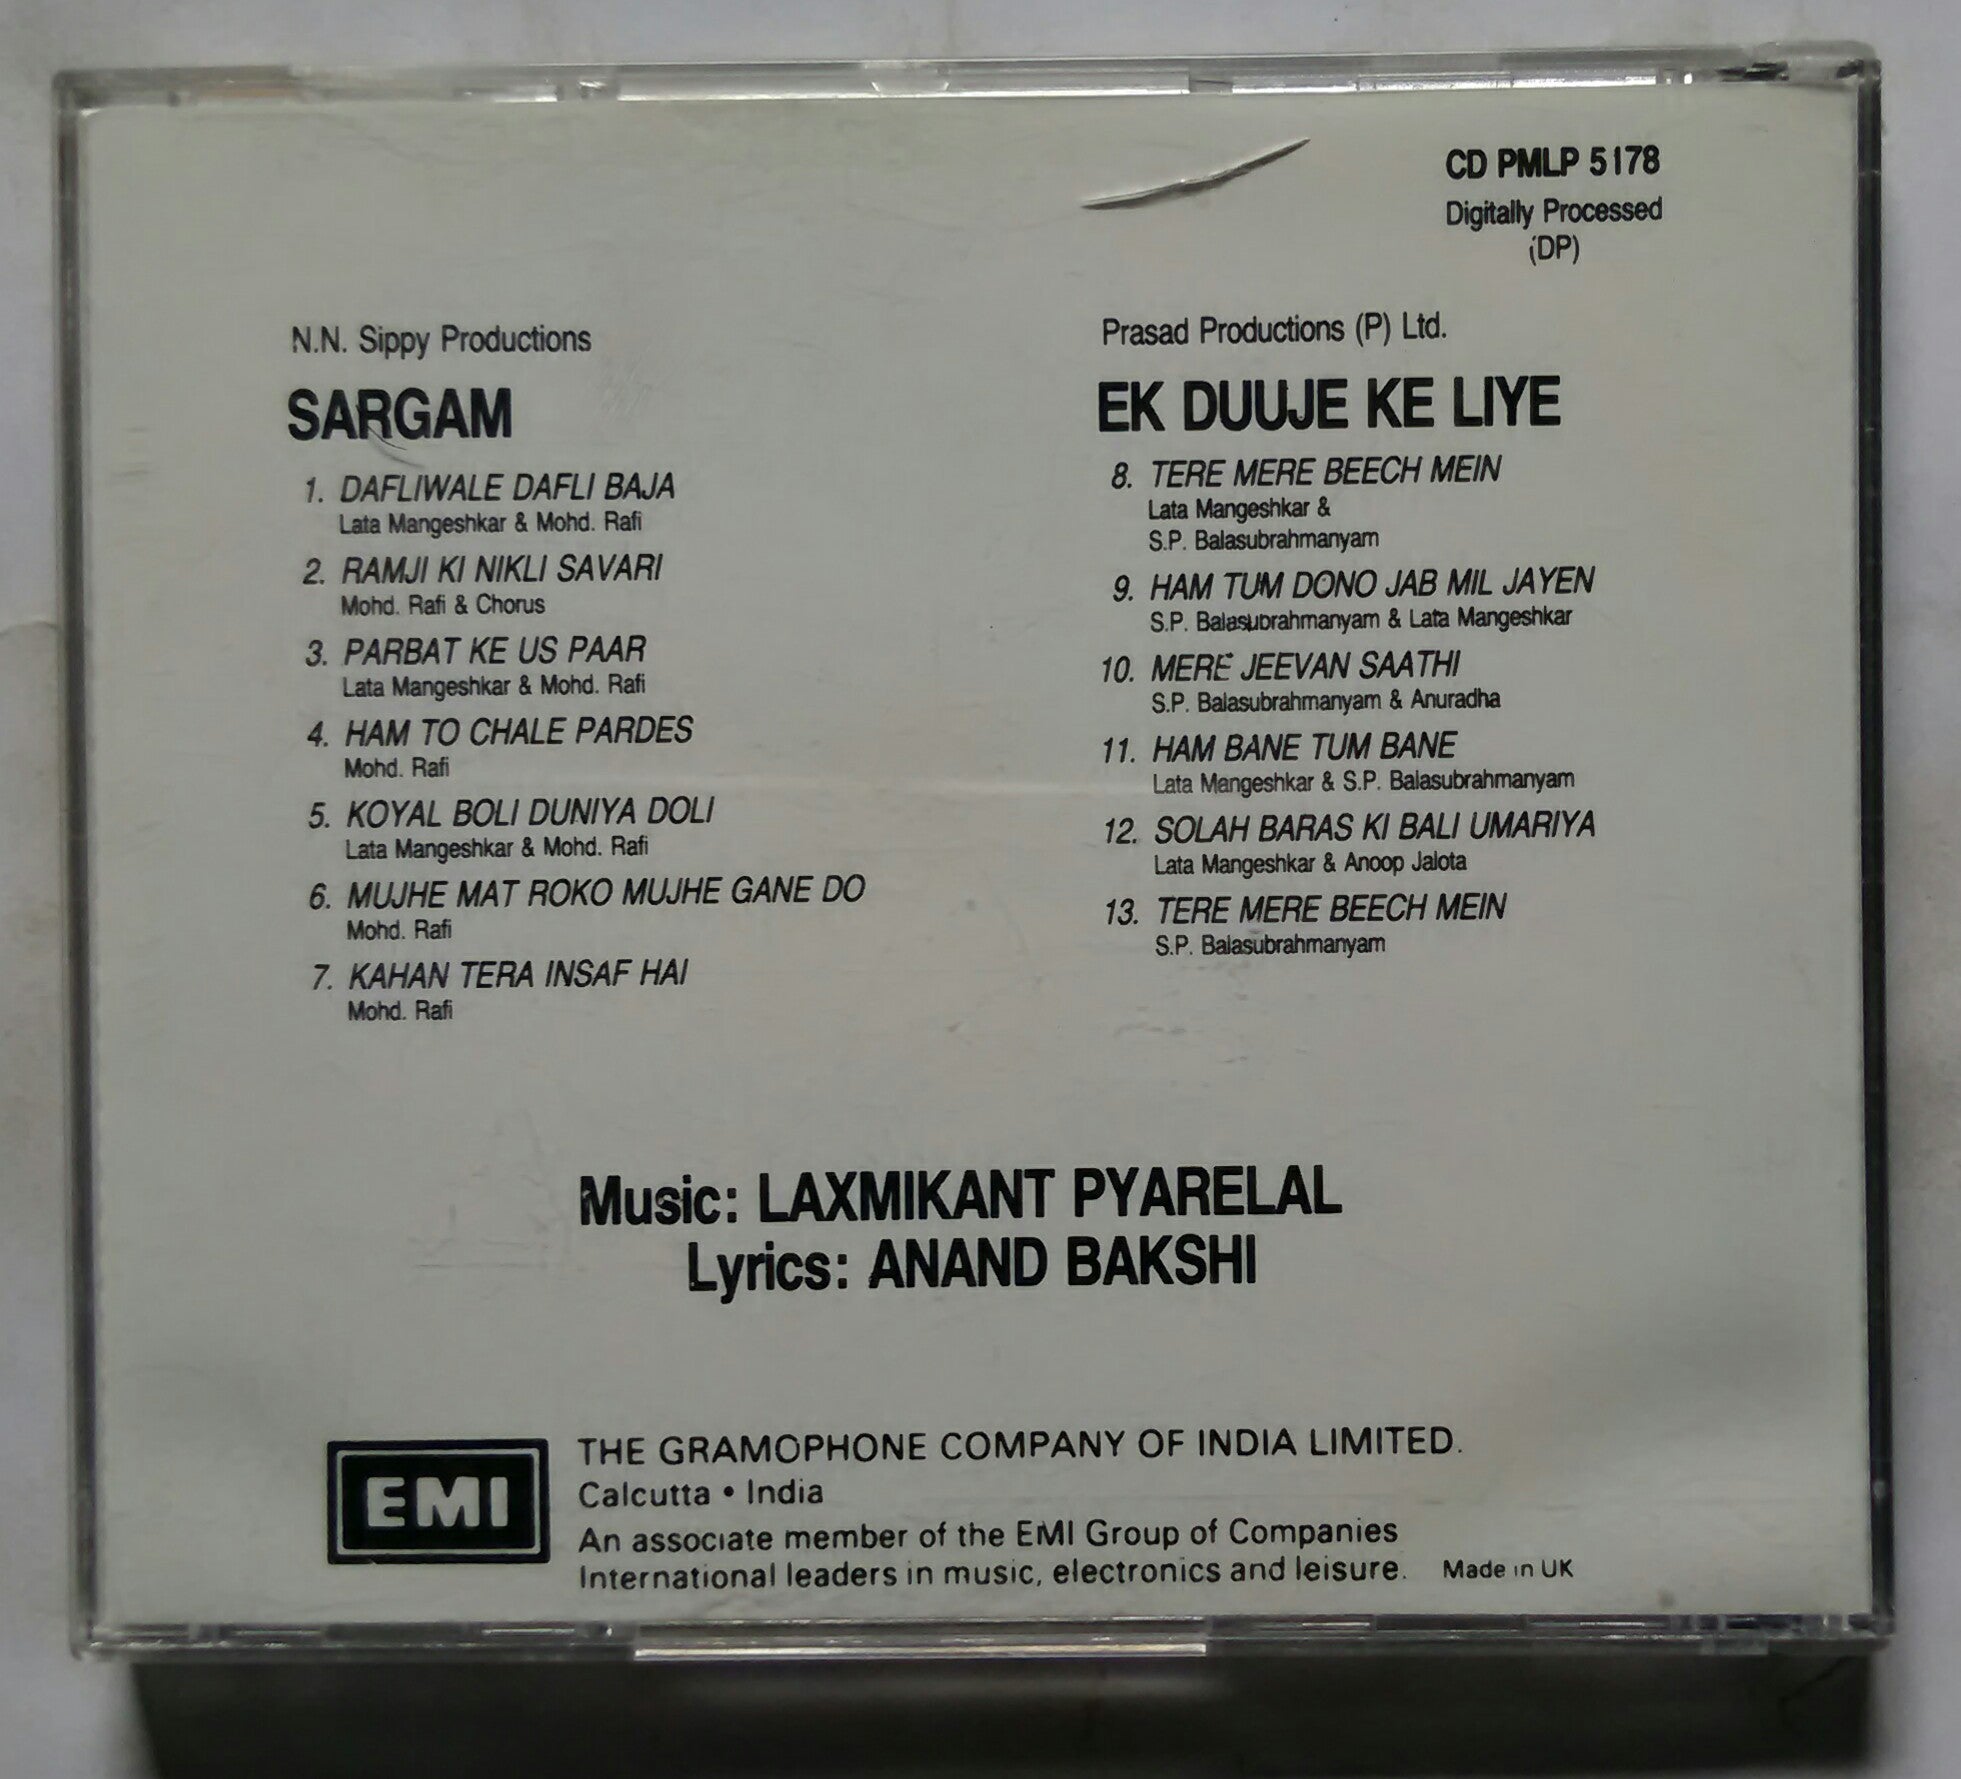 CD PMLP 5178
Digitally Processed
(DP)
N.N. Sippy Productions
SARGAM
1. DAFLIWALE DAFLI BAJA
Lata Mangeshkar & Mohd. Rafi
2. RAMJI KI NIKLI SAVARI
Mohd. Rafi & Chorus
3. PARBAT KE US PAAR
Lata Mangeshkar & Mohd. Rafi
4. HAM TO CHALE PARDES
Mohd. Rafi
5. KOYAL BOLI DUNIYA DOLI
Lata Mangeshkar & Mohd. Rafi
6. MUJHE MAT ROKO MUJHE GANE DO
Mohd. Rafi
7. KAHAN TERA INSAF HAI
Mohd. Rafi
Prasad Productions (P) Ltd.
EK DUUJE KE LIYE
8. TERE MERE BEECH MEIN
Lata Mangeshkar &
S.P. Balasubrahmanyam
9. HAM TUM DONO JAB MIL JAYEN
S.P. Balasubrahmanyam & Lata Mangeshkar
10. MERE JEEVAN SAATHI
S.P. Balasubrahmanyam & Anuradha
11. HAM BANE TUM BANE
Lata Mangeshkar & S.P. Balasubrahmanyam
12. SOLAH BARAS KI BALI UMARIYA
Lata Mangeshkar & Anoop Jalota
13. TERE MERE BEECH MEIN
S.P. Balasubrahmanyam
Music: LAXMIKANT PYARELAL
Lyrics: ANAND BAKSHI
EMI
THE GRAMOPHONE COMPANY OF INDIA LIMITED.
Calcutta • India
An associate member of the EMI Group of Companies
International leaders in music, electronics and leisure. Made in UK